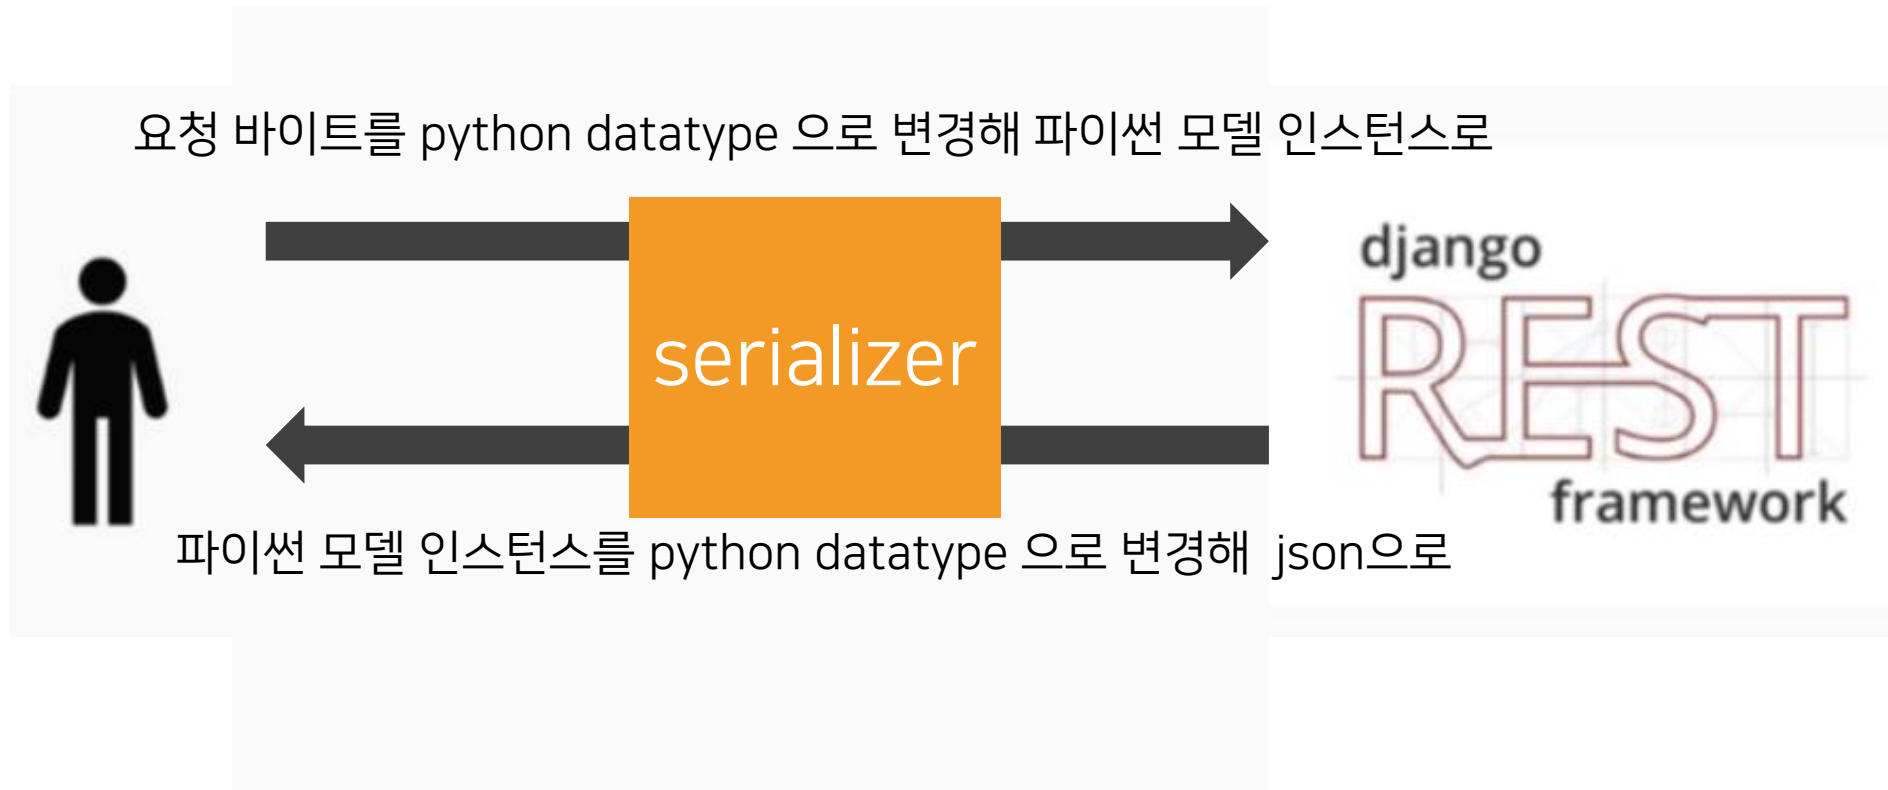 요청 바이트를 python datatype 으로 변경해 파이썬 모델 인스턴스로
serializer
django
REST
framework
파이썬 모델 인스턴스를 python datatype 으로 변경해 json으로